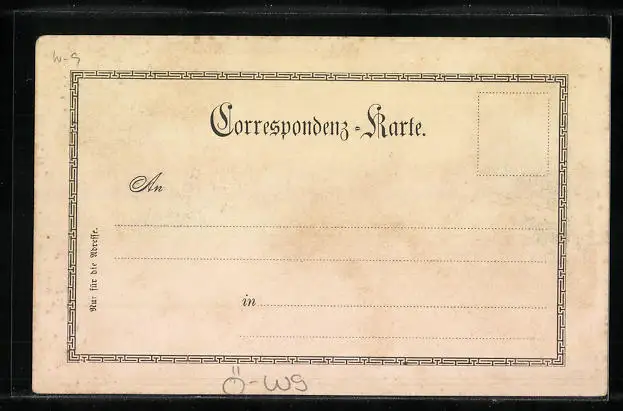 W-S
Correspondenz-Karte.
An
Nur für die Adresse.
in
Ö-WS